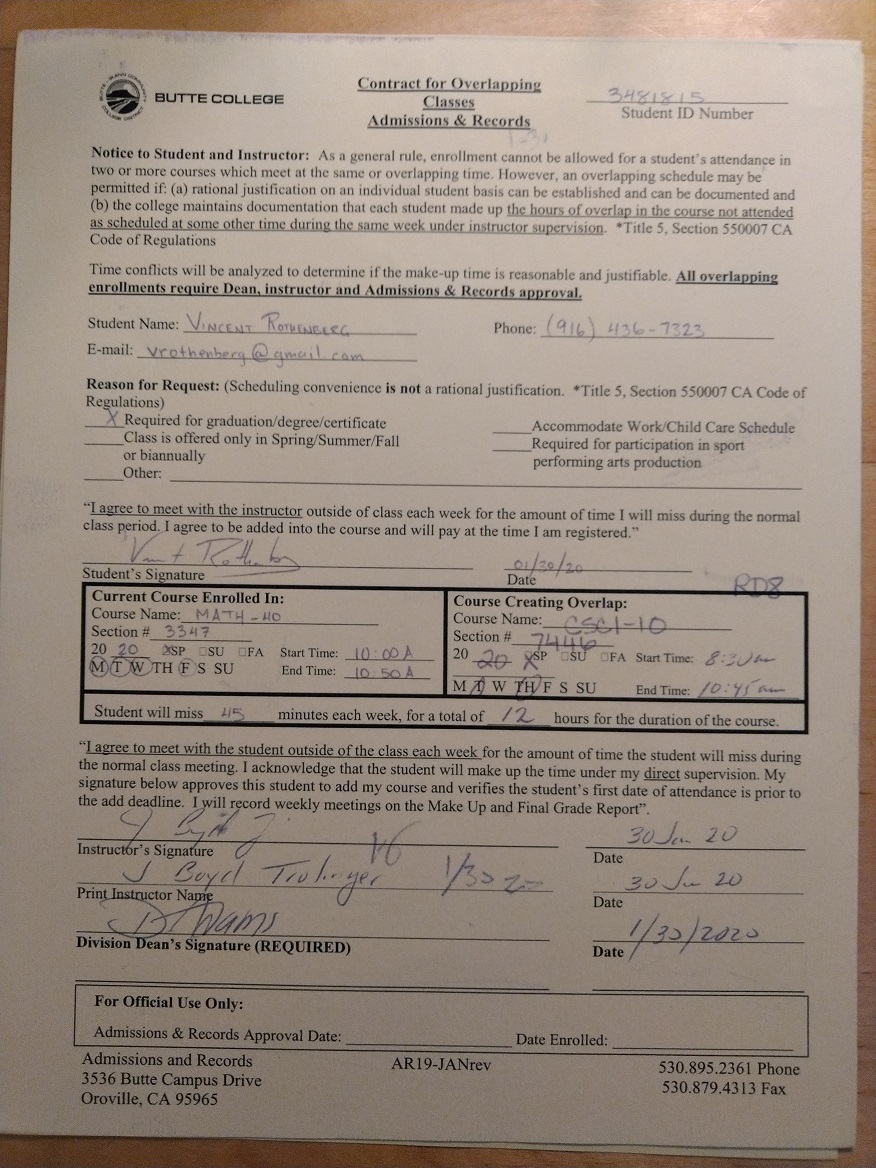 BUTTE COLLEGE
Contract for Overlapping
Classes
Admissions & Records
3481815
Student ID Number
Notice to Student and Instructor: As a general rule, enrollment cannot be allowed for a student's attendance in
two or more courses which meet at the same or overlapping time. However, an overlapping schedule may be
permitted if: (a) rational justification on an individual student basis can be established and can be documented and
(b) the college maintains documentation that each student made up the hours of overlap in the course not attended
as scheduled at some other time during the same week under instructor supervision. *Title 5, Section 550007 CA
Code of Regulations
Time conflicts will be analyzed to determine if the make-up time is reasonable and justifiable. All overlapping
enrollments require Dean, instructor and Admissions & Records approval.
Student Name: VINCENT ROTHENBERG Phone: (916) 436-7323
E-mail: vrothenberg@gmail.com
Reason for Request: (Scheduling convenience is not a rational justification. *Title 5, Section 550007 CA Code of
Regulations)
X Required for graduation/degree/certificate
Class is offered only in Spring/Summer/Fall
or biannually
Other:
Accommodate Work/Child Care Schedule
Required for participation in sport
performing arts production
"I agree to meet with the instructor outside of class each week for the amount of time I will miss during the normal
class period. I agree to be added into the course and will pay at the time I am registered."
01/30/20
Student's Signature Date
RD8
Current Course Enrolled In:
Course Name: MATH-40
Section # 3347
20 20 X SP SU FA Start Time: 10:00A
M T W TH F S SU End Time: 10:50A
Course Creating Overlap:
Course Name: CSCI-10
Section # 7446
20 20 X SP SU FA Start Time: 8:30am
M T W TH F S SU End Time: 10:45am
Student will miss 45 minutes each week, for a total of 12 hours for the duration of the course.
"I agree to meet with the student outside of the class each week for the amount of time the student will miss during
the normal class meeting. I acknowledge that the student will make up the time under my direct supervision. My
signature below approves this student to add my course and verifies the student's first date of attendance is prior to
the add deadline. I will record weekly meetings on the Make Up and Final Grade Report".
30 Jan 20
Instructor's Signature Date
J Boyd Trolinger 1/30 20 30 Jan 20
Print Instructor Name Date
1/30/2020
Division Dean's Signature (REQUIRED) Date
For Official Use Only:
Admissions & Records Approval Date: Date Enrolled:
Admissions and Records
3536 Butte Campus Drive
Oroville, CA 95965
AR19-JANrev
530.895.2361 Phone
530.879.4313 Fax